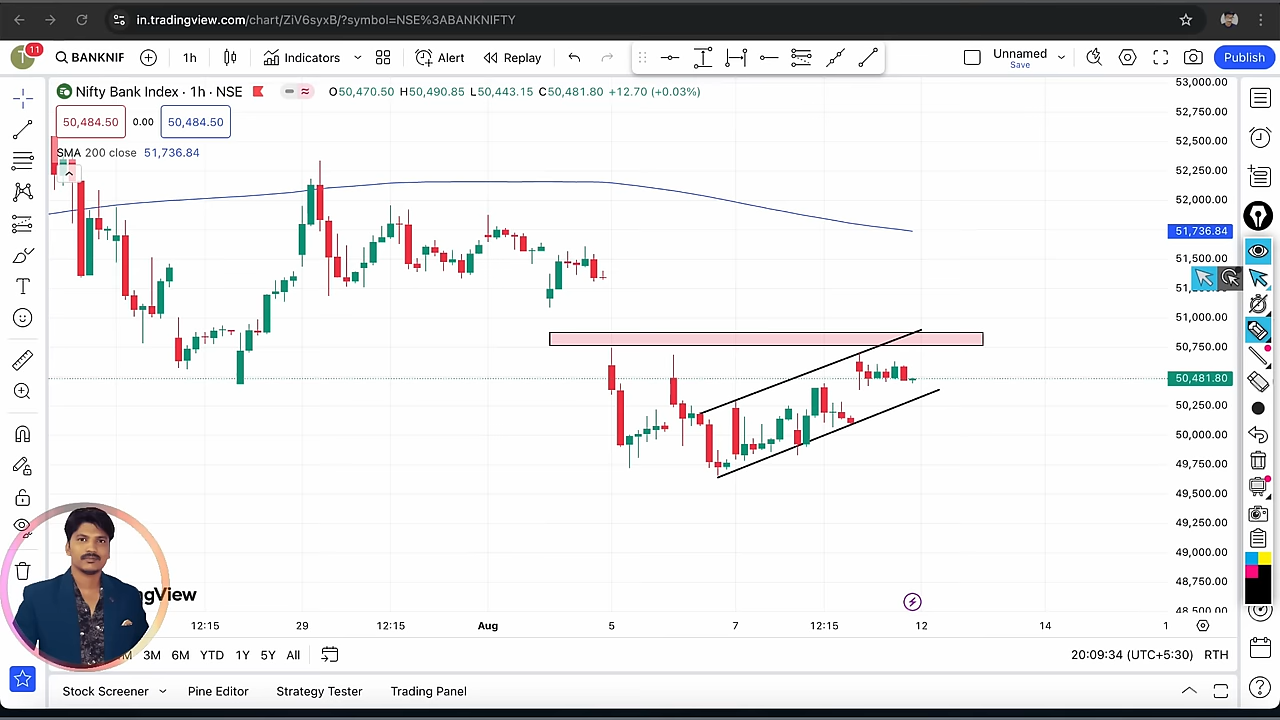 in.tradingview.com/chart/ZiV6syxB/?symbol=NSE%3ABANKNIFTY
T 11 BANKNIF 1h Indicators Alert Replay Unnamed Save Publish
Nifty Bank Index · 1h · NSE O50,470.50 H50,490.85 L50,443.15 C50,481.80 +12.70 (+0.03%)
50,484.50 0.00 50,484.50
SMA 200 close 51,736.84
53,000.00
52,750.00
52,500.00
52,250.00
52,000.00
51,736.84
51,500.00
51,000.00
50,750.00
50,481.80
50,250.00
50,000.00
49,750.00
49,500.00
49,250.00
49,000.00
48,750.00
48,500.00
gView
12:15 29 12:15 Aug 5 7 12:15 12 14 1
3M 6M YTD 1Y 5Y All 20:09:34 (UTC+5:30) RTH
Stock Screener Pine Editor Strategy Tester Trading Panel